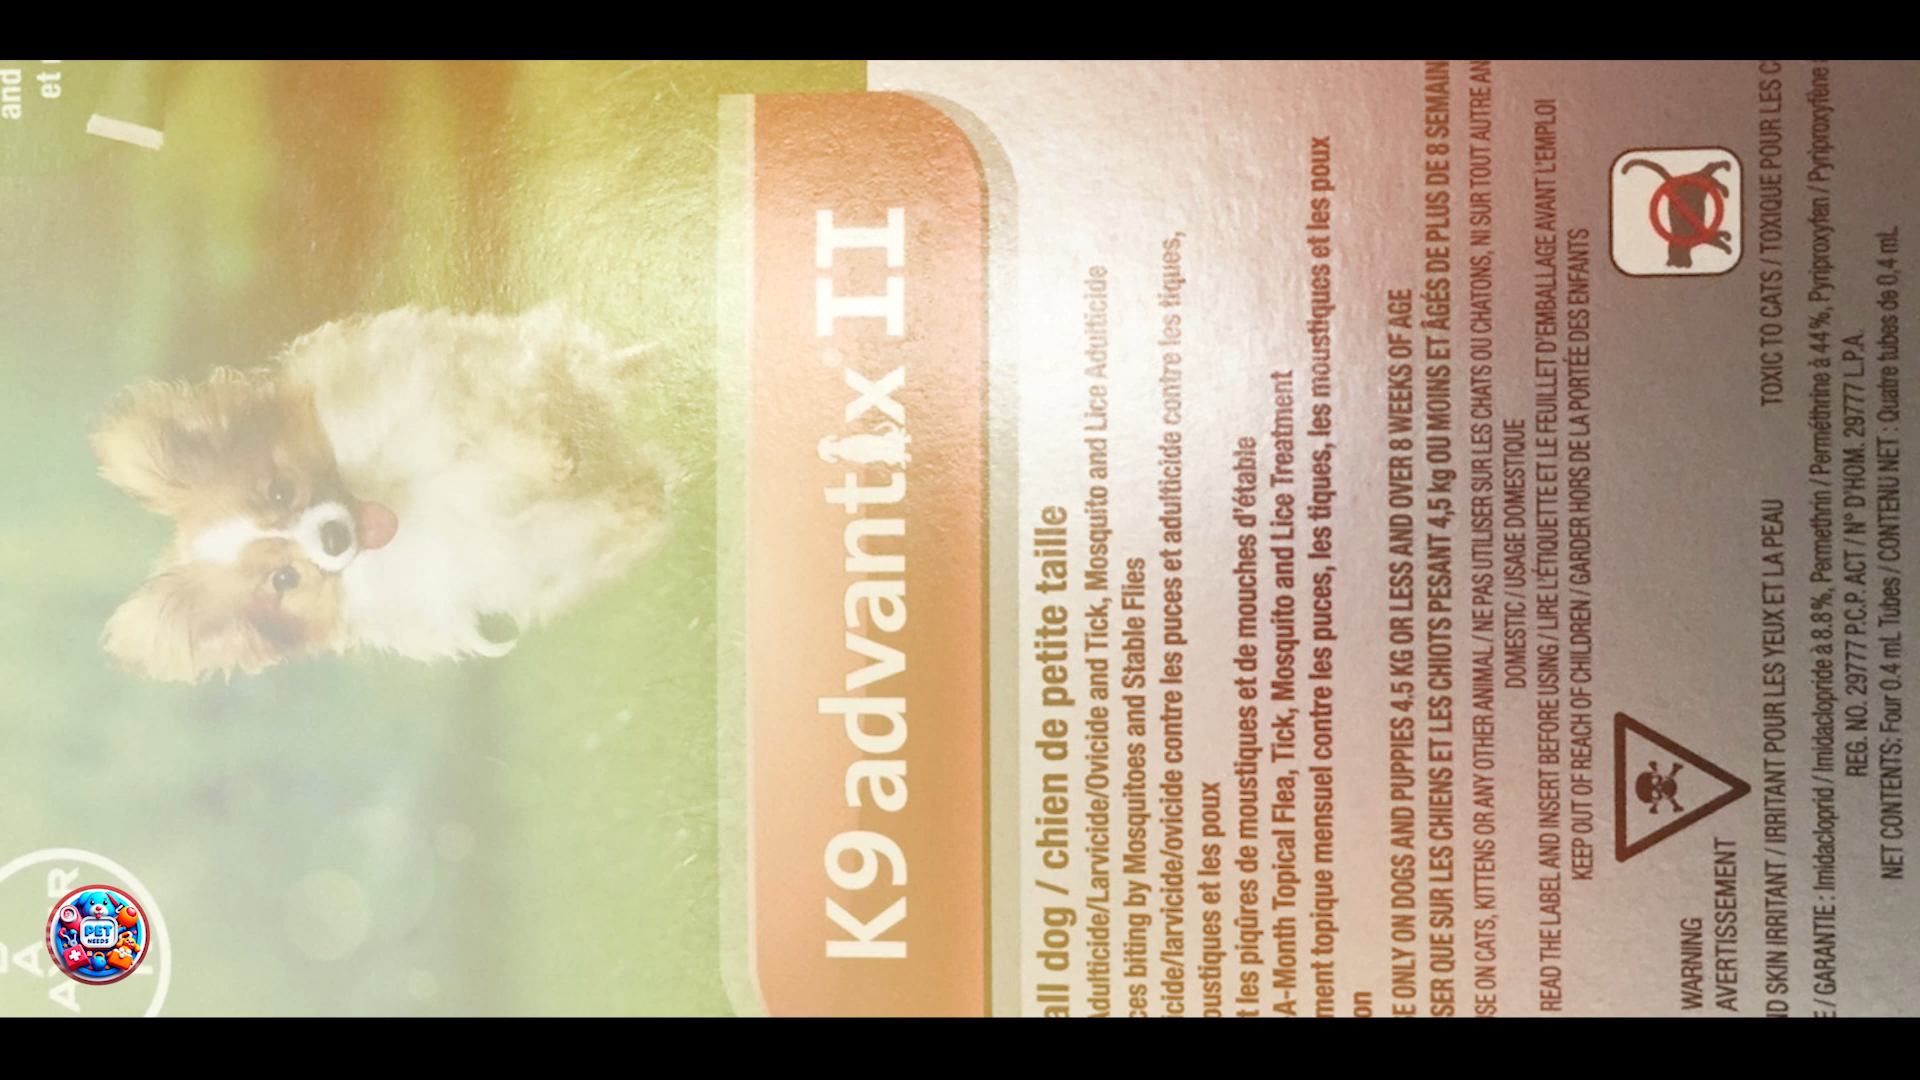 and
et
BAYER
PET
NEEDS
K9 advantix II
all dog / chien de petite taille
Adulticide/Larvicide/Ovicide and Tick, Mosquito and Lice Adulticide
ces biting by Mosquitoes and Stable Flies
icide/larvicide/ovicide contre les puces et adulticide contre les tiques,
oustiques et les poux
t les piqûres de moustiques et de mouches d'étable
A-Month Topical Flea, Tick, Mosquito and Lice Treatment
ment topique mensuel contre les puces, les tiques, les moustiques et les poux
on
E ONLY ON DOGS AND PUPPIES 4.5 KG OR LESS AND OVER 8 WEEKS OF AGE
SER QUE SUR LES CHIENS ET LES CHIOTS PESANT 4,5 kg OU MOINS ET ÂGÉS DE PLUS DE 8 SEMAIN
SE ON CATS, KITTENS OR ANY OTHER ANIMAL / NE PAS UTILISER SUR LES CHATS OU CHATONS, NI SUR TOUT AUTRE AN
DOMESTIC / USAGE DOMESTIQUE
READ THE LABEL AND INSERT BEFORE USING / LIRE L'ÉTIQUETTE ET LE FEUILLET D'EMBALLAGE AVANT L'EMPLOI
KEEP OUT OF REACH OF CHILDREN / GARDER HORS DE LA PORTÉE DES ENFANTS
WARNING
AVERTISSEMENT
ND SKIN IRRITANT / IRRITANT POUR LES YEUX ET LA PEAU
TOXIC TO CATS / TOXIQUE POUR LES C
E / GARANTIE : Imidacloprid / Imidaclopride à 8.8 %, Permethrin / Perméthrine à 44 %, Pyriproxyfen / Pyriproxyfène
REG. NO. 29777 P.C.P. ACT / N° D'HOM. 29777 L.P.A.
NET CONTENTS: Four 0.4 mL Tubes / CONTENU NET : Quatre tubes de 0,4 mL